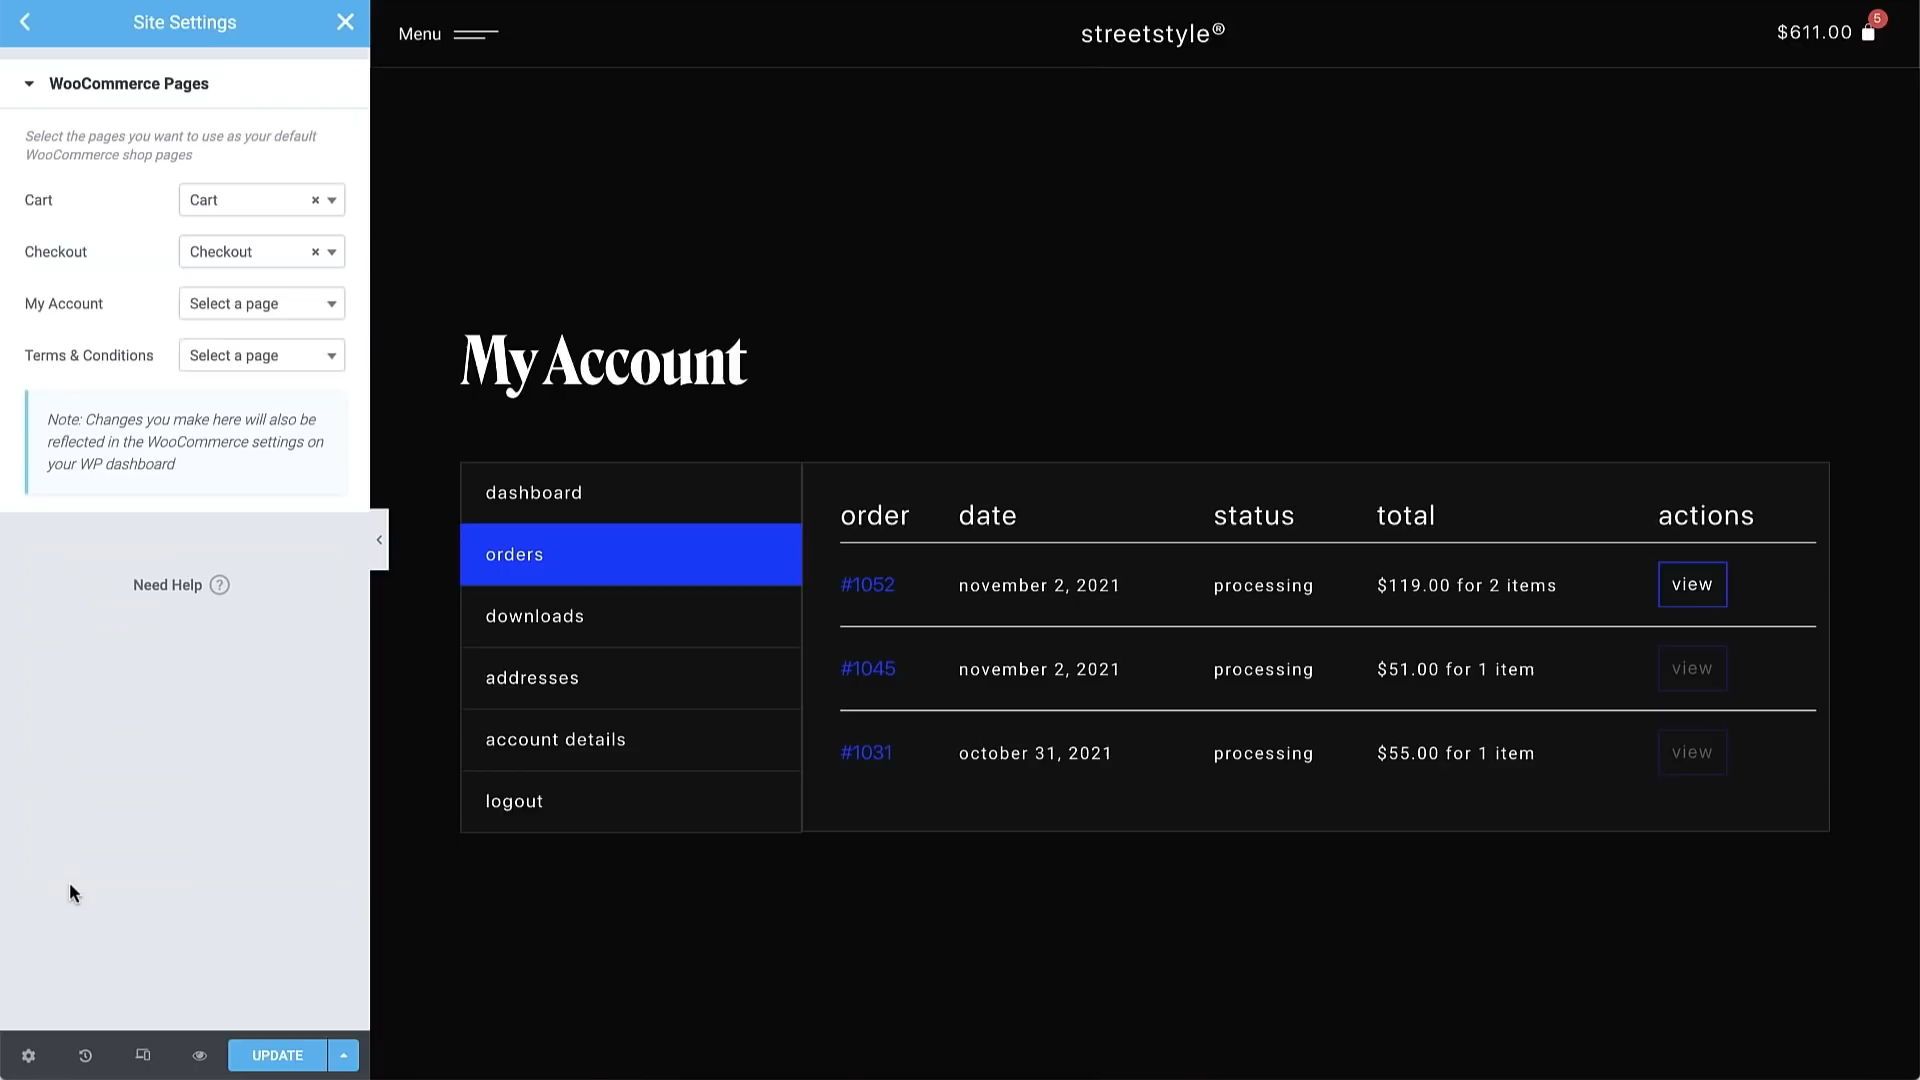 Site Settings
WooCommerce Pages
Select the pages you want to use as your default
WooCommerce shop pages
Cart
Cart
Checkout
Checkout
My Account
Select a page
Terms & Conditions
Select a page
Note: Changes you make here will also be
reflected in the WooCommerce settings on
your WP dashboard
Need Help ?
UPDATE
Menu
streetstyle®
$611.00
5
My Account
dashboard
orders
downloads
addresses
account details
logout
order date status total actions
#1052 november 2, 2021 processing $119.00 for 2 items view
#1045 november 2, 2021 processing $51.00 for 1 item view
#1031 october 31, 2021 processing $55.00 for 1 item view